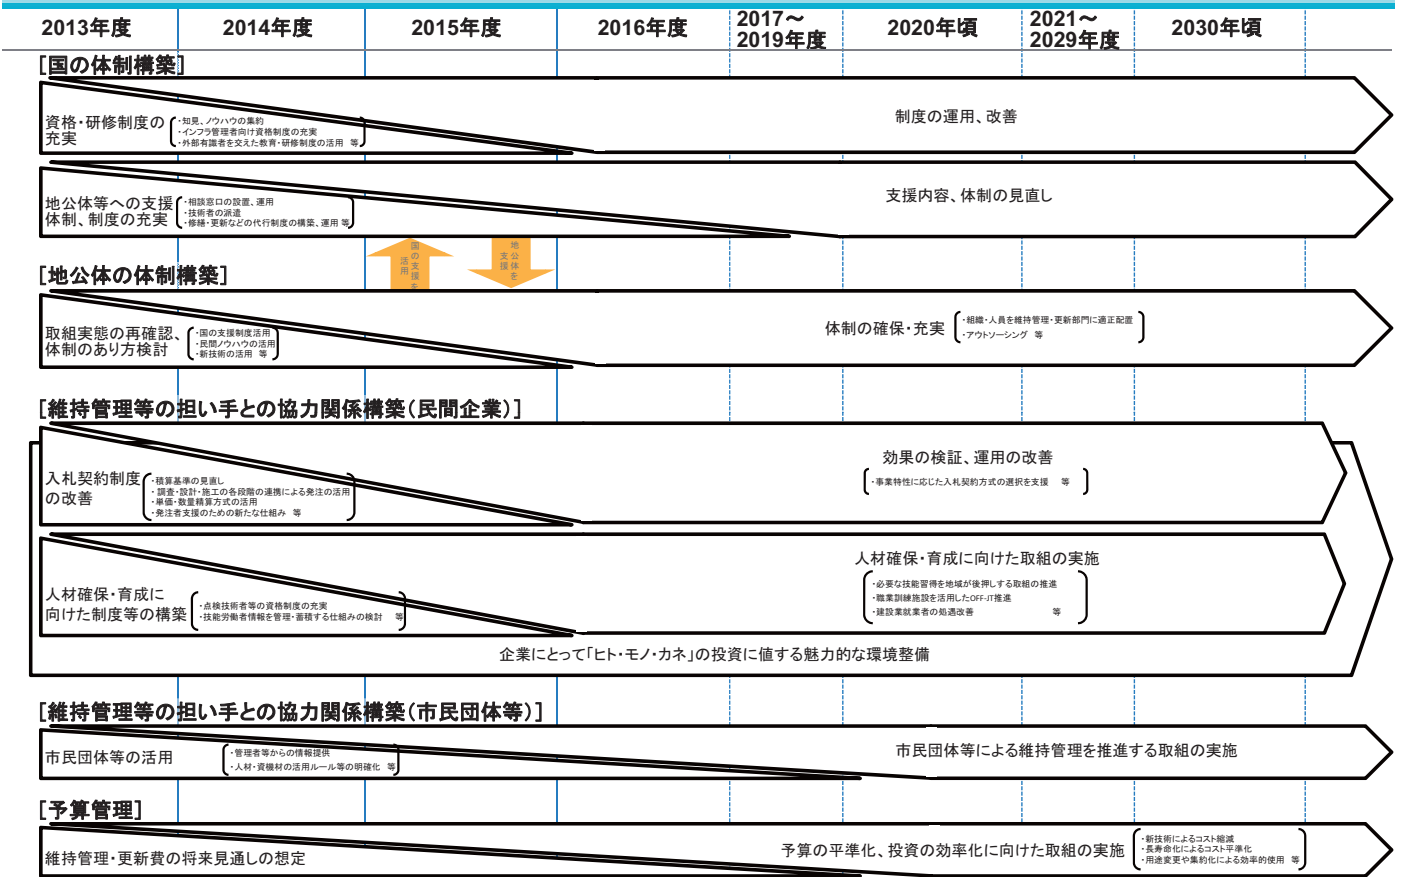 2013年度 2014年度 2015年度 2016年度 2017～2019年度 2020年頃 2021～2029年度 2030年頃
[国の体制構築]
資格・研修制度の
充実
・知見、ノウハウの集約
・インフラ管理者向け資格制度の充実
・外部有識者を交えた教育・研修制度の活用 等
制度の運用、改善
地公体等への支援
体制、制度の充実
・相談窓口の設置、運用
・技術者の派遣
・修繕・更新などの代行制度の構築、運用 等
支援内容、体制の見直し
国の支援を
活用
地公体を
支援
[地公体の体制構築]
取組実態の再確認、
体制のあり方検討
・国の支援制度活用
・民間ノウハウの活用
・新技術の活用 等
体制の確保・充実
・組織・人員を維持管理・更新部門に適正配置
・アウトソーシング 等
[維持管理等の担い手との協力関係構築（民間企業）]
入札契約制度
の改善
・積算基準の見直し
・調査・設計・施工の各段階の連携による発注の活用
・単価・数量精算方式の活用
・発注者支援のための新たな仕組み 等
効果の検証、運用の改善
・事業特性に応じた入札契約方式の選択を支援 等
人材確保・育成に
向けた制度等の構築
・点検技術者等の資格制度の充実
・技能労働者情報を管理・蓄積する仕組みの検討 等
人材確保・育成に向けた取組の実施
・必要な技能習得を地域が後押しする取組の推進
・職業訓練施設を活用したOFF-JT推進
・建設業就業者の処遇改善 等
企業にとって「ヒト・モノ・カネ」の投資に値する魅力的な環境整備
[維持管理等の担い手との協力関係構築（市民団体等）]
市民団体等の活用
・管理者等からの情報提供
・人材・資機材の活用ルール等の明確化 等
市民団体等による維持管理を推進する取組の実施
[予算管理]
維持管理・更新費の将来見通しの想定
予算の平準化、投資の効率化に向けた取組の実施
・新技術によるコスト縮減
・長寿命化によるコスト平準化
・用途変更や集約化による効率的使用 等